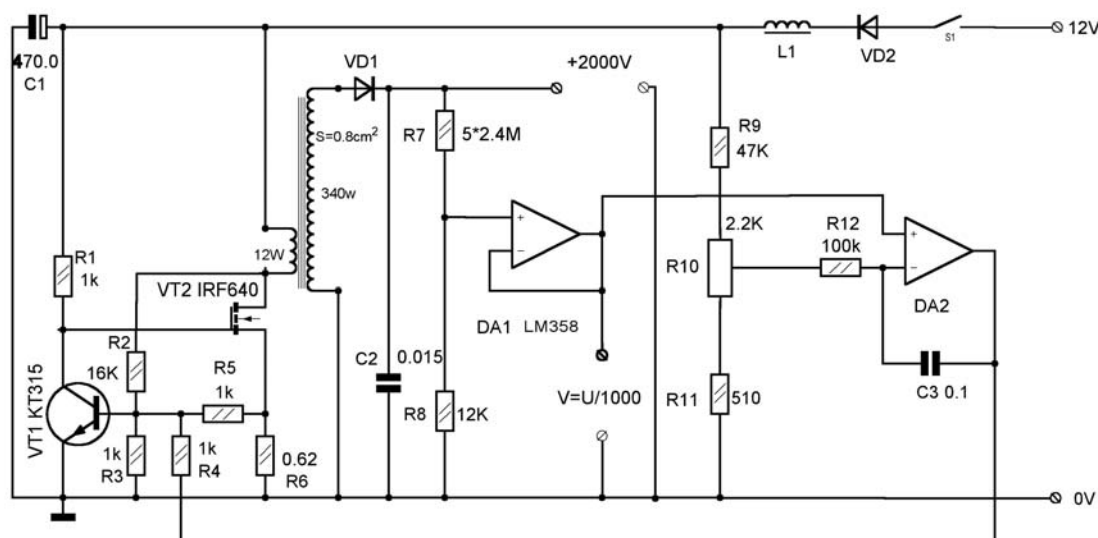 470.0
C1
R1
1k
VT1 KT315
R2
16K
1k
R3
1k
R4
R5
1k
0.62
R6
VT2 IRF640
12W
340w
S=0.8cm²
VD1
C2
0.015
R7
5*2.4M
R8
12K
+2000V
+
−
DA1 LM358
V=U/1000
L1
VD2
S1
12V
R9
47K
2.2K
R10
R11
510
R12
100k
+
−
DA2
C3 0.1
0V